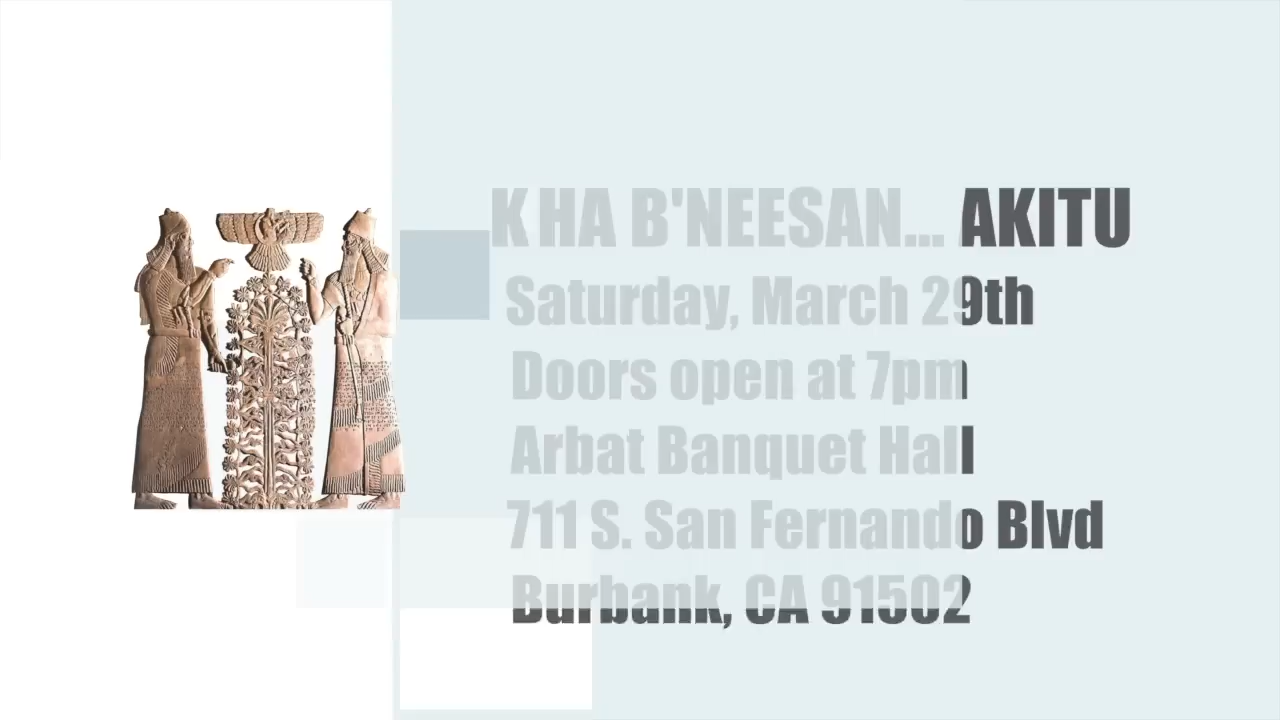 KHA B'NEESAN... AKITU
Saturday, March 29th
Doors open at 7pm
Arbat Banquet Hall
711 S. San Fernando Blvd
Burbank, CA 91502